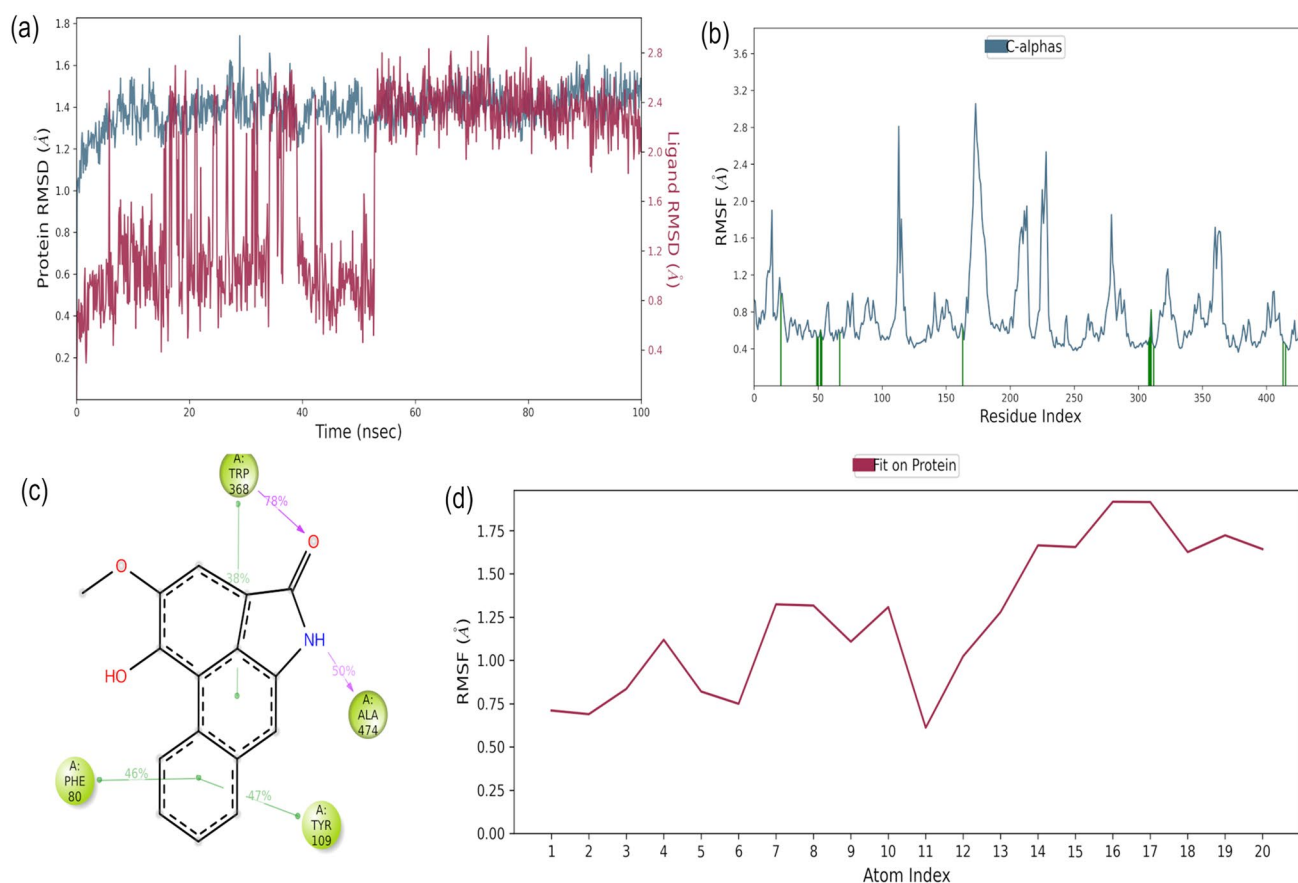 (a)
1.8
1.6
1.4
1.2
1.0
0.8
0.6
0.4
0.2
Protein RMSD (Å)
2.8
2.4
2.0
1.6
1.2
0.8
0.4
Ligand RMSD (Å)
0 20 40 60 80 100
Time (nsec)
(b)
C-alphas
3.6
3.2
2.8
2.4
2.0
1.6
1.2
0.8
0.4
RMSF (Å)
0 50 100 150 200 250 300 350 400
Residue Index
(c)
A:
TRP
368
78%
O
38%
O
NH
HO
50%
A:
ALA
474
A:
PHE
80
46%
47%
A:
TYR
109
(d)
Fit on Protein
1.75
1.50
1.25
1.00
0.75
0.50
0.25
0.00
RMSF (Å)
1 2 3 4 5 6 7 8 9 10 11 12 13 14 15 16 17 18 19 20
Atom Index